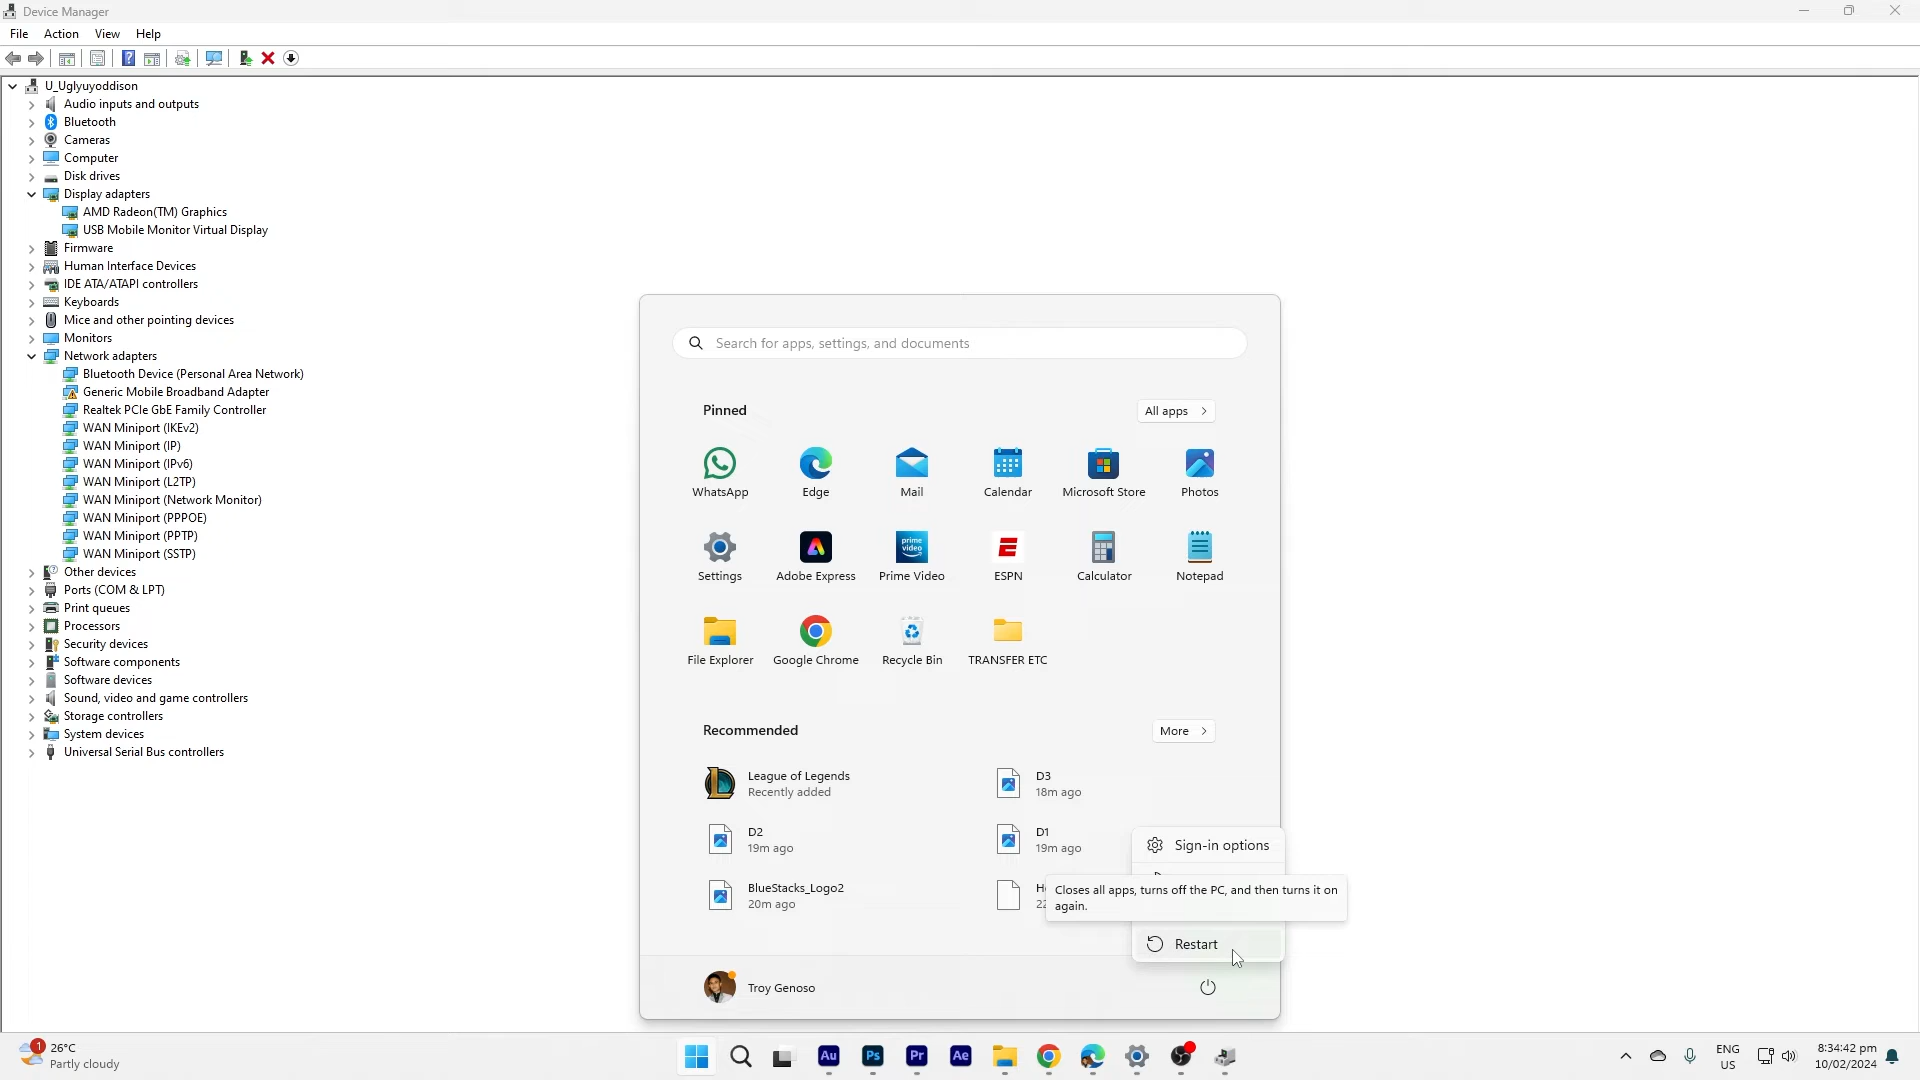 Device Manager
File Action View Help
U_Uglyuyoddison
Audio inputs and outputs
Bluetooth
Cameras
Computer
Disk drives
Display adapters
AMD Radeon(TM) Graphics
USB Mobile Monitor Virtual Display
Firmware
Human Interface Devices
IDE ATA/ATAPI controllers
Keyboards
Mice and other pointing devices
Monitors
Network adapters
Bluetooth Device (Personal Area Network)
Generic Mobile Broadband Adapter
Realtek PCIe GbE Family Controller
WAN Miniport (IKEv2)
WAN Miniport (IP)
WAN Miniport (IPv6)
WAN Miniport (L2TP)
WAN Miniport (Network Monitor)
WAN Miniport (PPPOE)
WAN Miniport (PPTP)
WAN Miniport (SSTP)
Other devices
Ports (COM & LPT)
Print queues
Processors
Security devices
Software components
Software devices
Sound, video and game controllers
Storage controllers
System devices
Universal Serial Bus controllers
Search for apps, settings, and documents
Pinned All apps
WhatsApp Edge Mail Calendar Microsoft Store Photos
prime
video
Settings Adobe Express Prime Video ESPN Calculator Notepad
File Explorer Google Chrome Recycle Bin TRANSFER ETC
Recommended More
League of Legends
Recently added
D3
18m ago
D2
19m ago
D1
19m ago
BlueStacks_Logo2
20m ago
Sign-in options
Closes all apps, turns off the PC, and then turns it on
again.
Restart
Troy Genoso
1
26°C
Partly cloudy
Au Ps Pr Ae
ENG
US
8:34:42 pm
10/02/2024